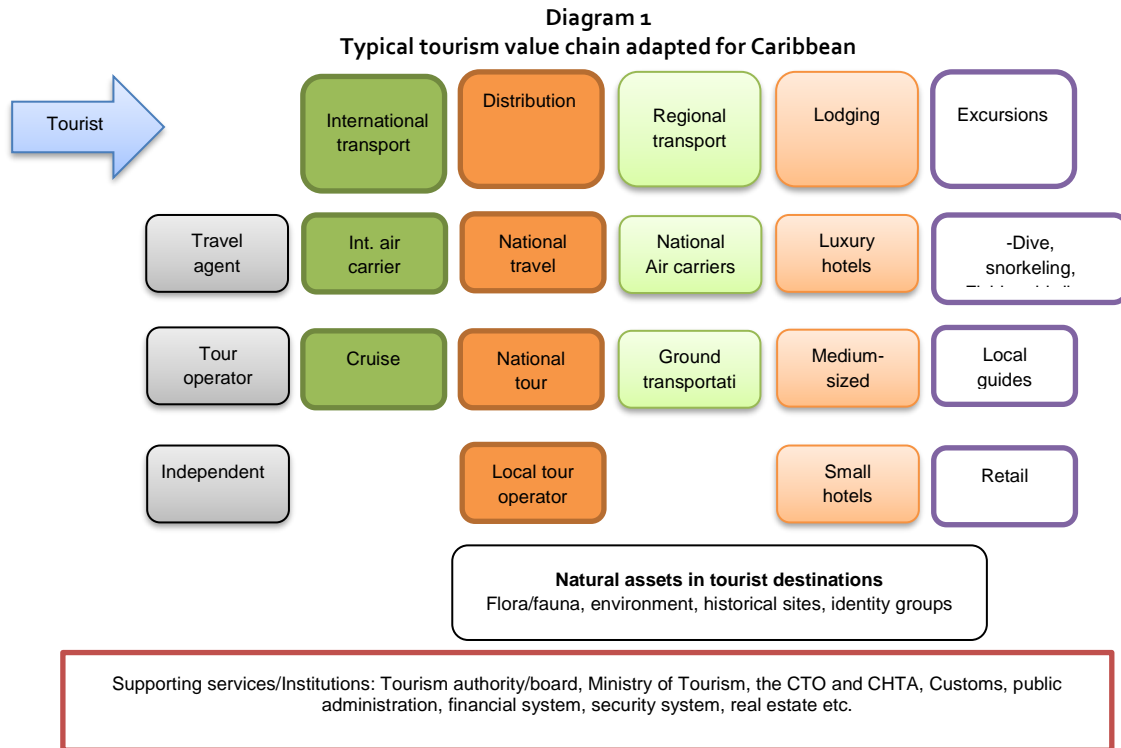 Diagram 1
Typical tourism value chain adapted for Caribbean
Tourist
International
transport
Distribution
Regional
transport
Lodging
Excursions
Travel
agent
Int. air
carrier
National
travel
National
Air carriers
Luxury
hotels
-Dive,
snorkeling,
Tour
operator
Cruise
National
tour
Ground
transportati
Medium-
sized
Local
guides
Independent
Local tour
operator
Small
hotels
Retail
Natural assets in tourist destinations
Flora/fauna, environment, historical sites, identity groups
Supporting services/Institutions: Tourism authority/board, Ministry of Tourism, the CTO and CHTA, Customs, public
administration, financial system, security system, real estate etc.